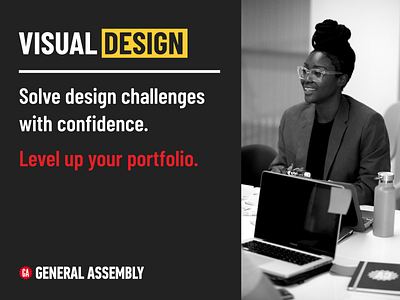 VISUAL DESIGN
Solve design challenges
with confidence.
Level up your portfolio.
GA GENERAL ASSEMBLY